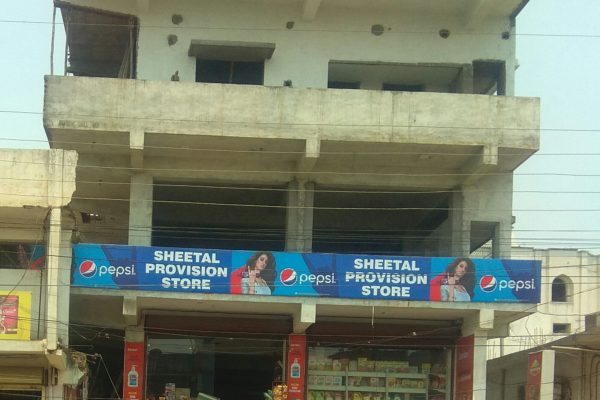 pepsi.
SHEETAL
PROVISION
STORE
pepsi.
SHEETAL
PROVISION
STORE
pepsi.